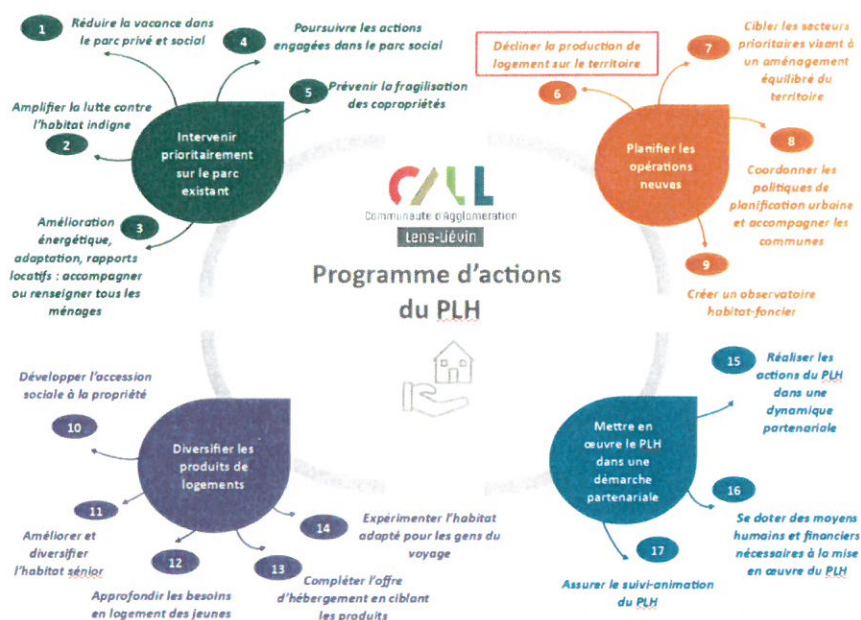 1
Réduire la vacance dans
le parc privé et social
4
Poursuivre les actions
engagées dans le parc social
5
Prévenir la fragilisation
des copropriétés
Amplifier la lutte contre
l'habitat indigne
2
Intervenir
prioritairement
sur le parc
existant
3
Amélioration
énergétique,
adaptation, rapports
locatifs : accompagner
ou renseigner tous les
ménages
Décliner la production de
logement sur le territoire
6
7
Cibler les secteurs
prioritaires visant à
un aménagement
équilibré du
territoire
Planifier les
opérations
neuves
8
Coordonner les
politiques de
planification urbaine
et accompagner les
communes
9
Créer un observatoire
habitat-foncier
CALL
Communauté d'Agglomération
Lens-Liévin
Programme d'actions
du PLH
Développer l'accession
sociale à la propriété
10
Diversifier les
produits de
logements
11
Améliorer et
diversifier
l'habitat sénior
12
Approfondir les besoins
en logement des jeunes
13
Compléter l'offre
d'hébergement en ciblant
les produits
14
Expérimenter l'habitat
adapté pour les gens du
voyage
15
Réaliser les
actions du PLH
dans une
dynamique
partenariale
Mettre en
œuvre le PLH
dans une
démarche
partenariale
16
Se doter des moyens
humains et financiers
nécessaires à la mise
en œuvre du PLH
17
Assurer le suivi-animation
du PLH